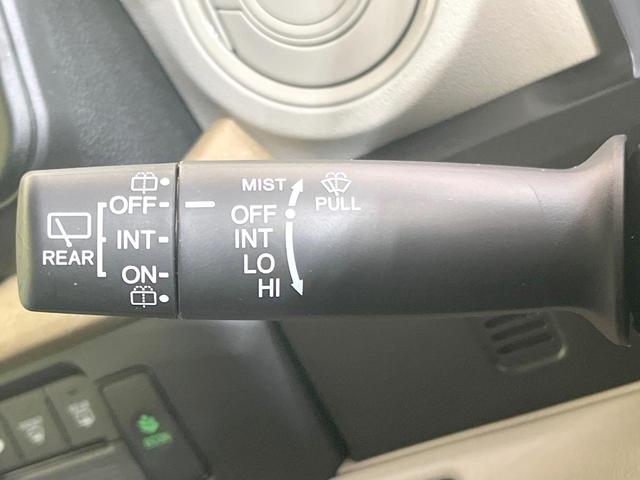 REAR
OFF
INT
ON
MIST
OFF
INT
LO
HI
PULL